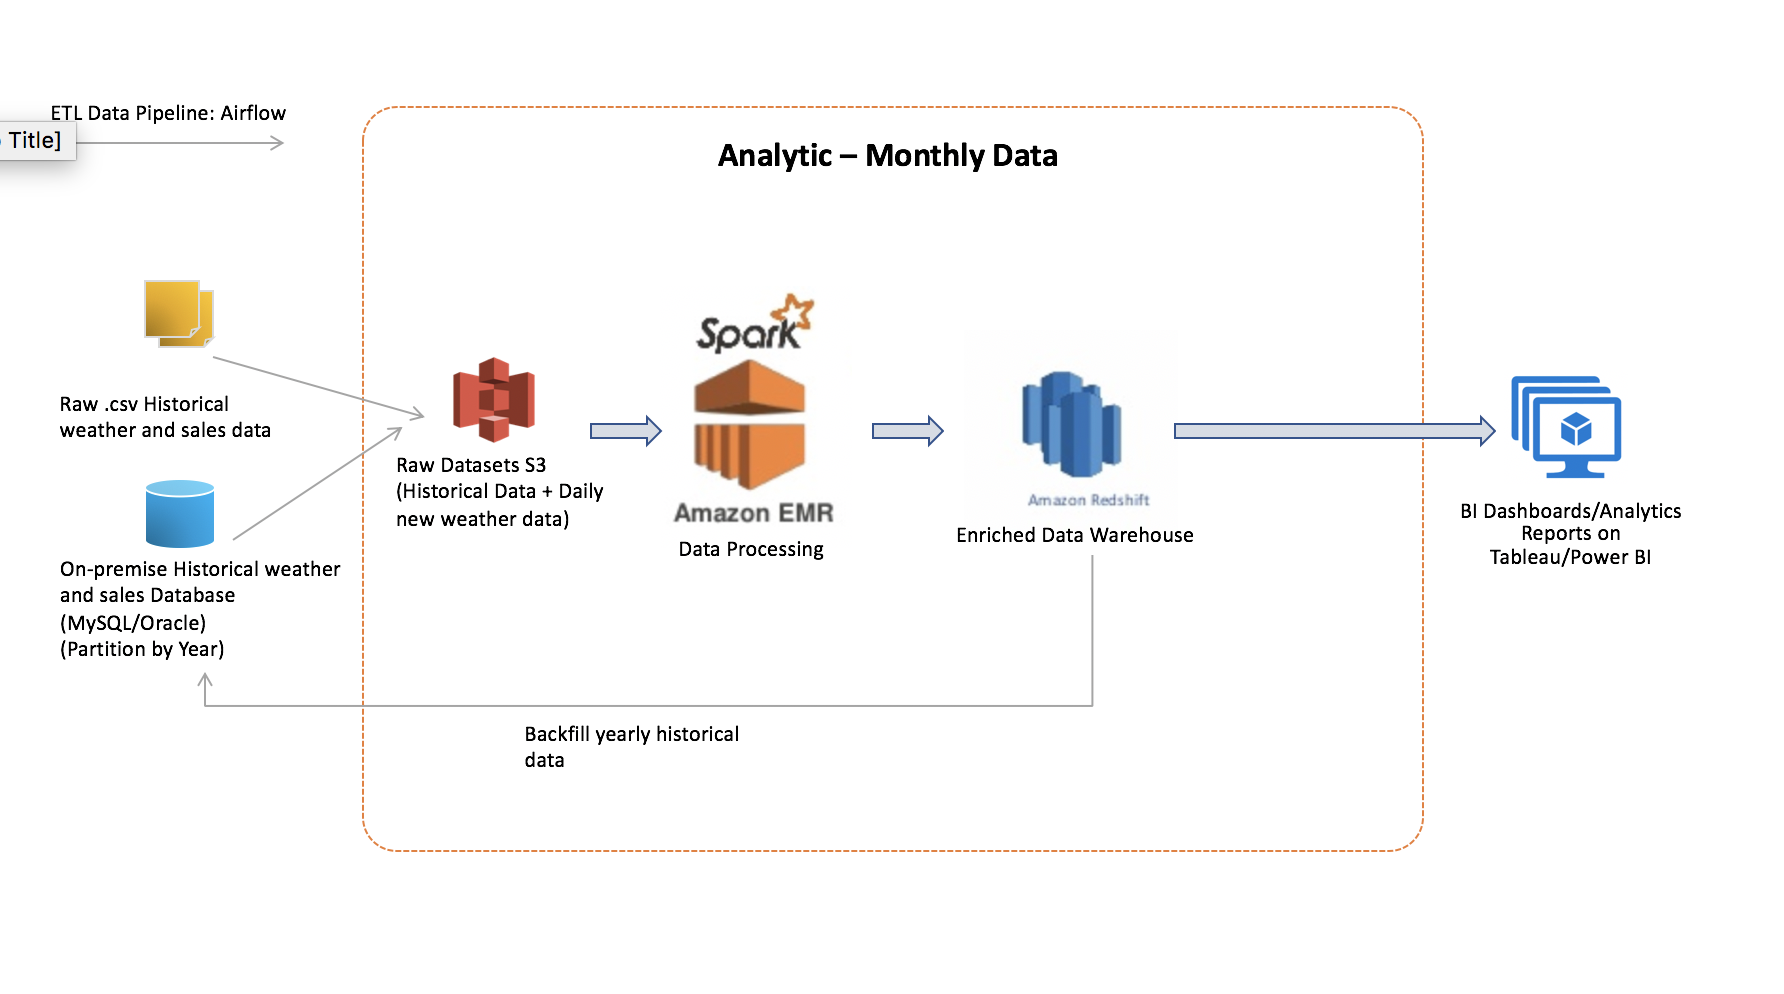 ETL Data Pipeline: Airflow
Title]
Analytic – Monthly Data
Raw .csv Historical
weather and sales data
On-premise Historical weather
and sales Database
(MySQL/Oracle)
(Partition by Year)
Raw Datasets S3
(Historical Data + Daily
new weather data)
Spark
Amazon EMR
Data Processing
Amazon Redshift
Enriched Data Warehouse
BI Dashboards/Analytics
Reports on
Tableau/Power BI
Backfill yearly historical
data